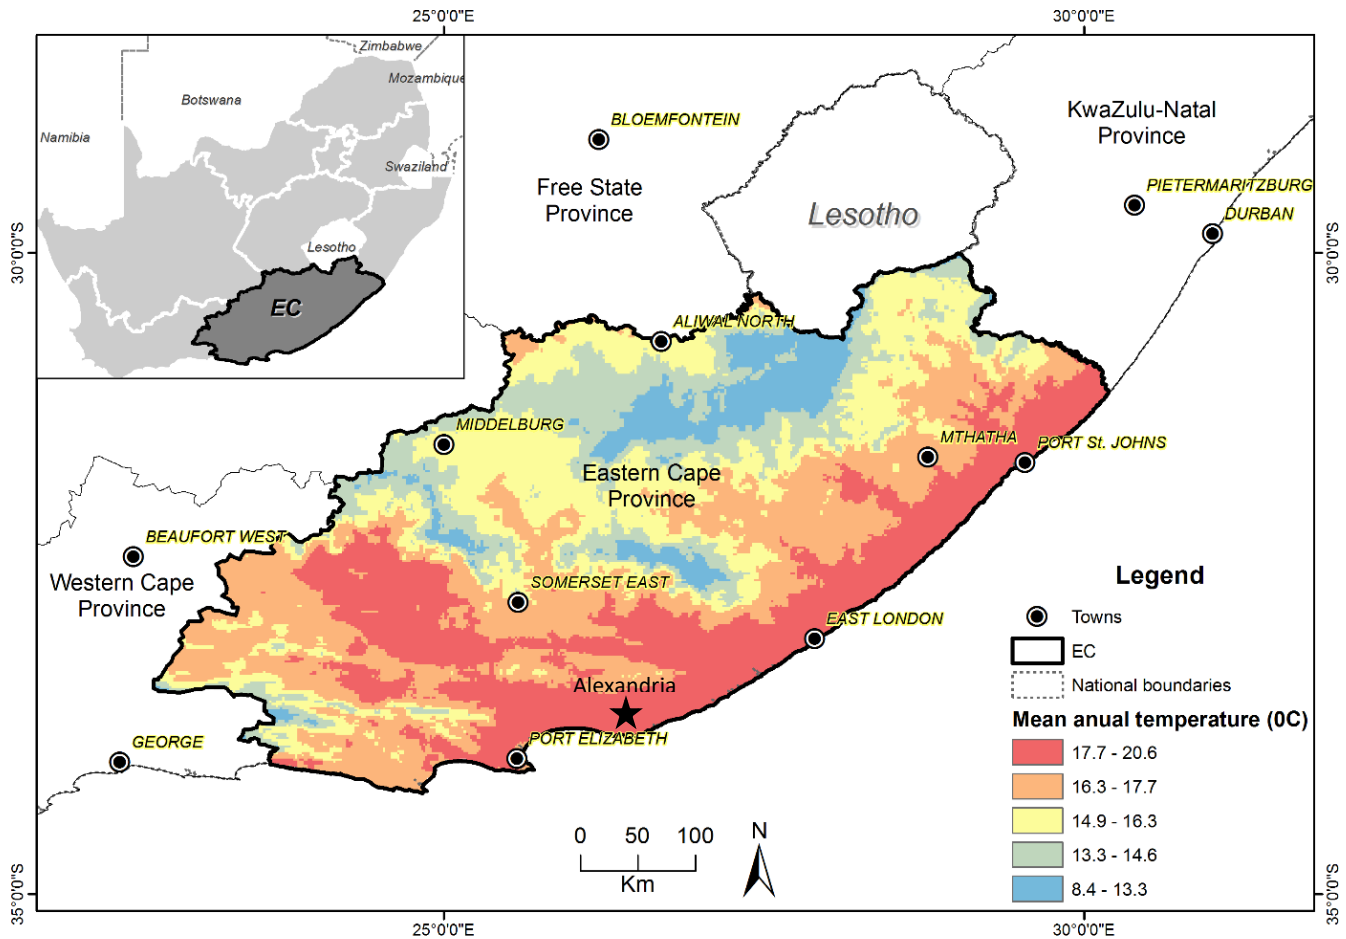 25°0'0"E
30°0'0"E
Zimbabwe
Mozambique
Botswana
Namibia
Swaziland
Lesotho
EC
BLOEMFONTEIN
KwaZulu-Natal
Province
Free State
Province
Lesotho
PIETERMARITZBURG
DURBAN
30°0'0"S
30°0'0"S
ALIWAL NORTH
MIDDELBURG
MTHATHA
PORT St. JOHNS
Eastern Cape
Province
BEAUFORT WEST
Western Cape
Province
SOMERSET EAST
EAST LONDON
Alexandria
PORT ELIZABETH
GEORGE
Legend
Towns
EC
National boundaries
Mean anual temperature (0C)
17.7 - 20.6
16.3 - 17.7
14.9 - 16.3
13.3 - 14.6
8.4 - 13.3
0 50 100
Km
N
35°0'0"S
35°0'0"S
25°0'0"E
30°0'0"E